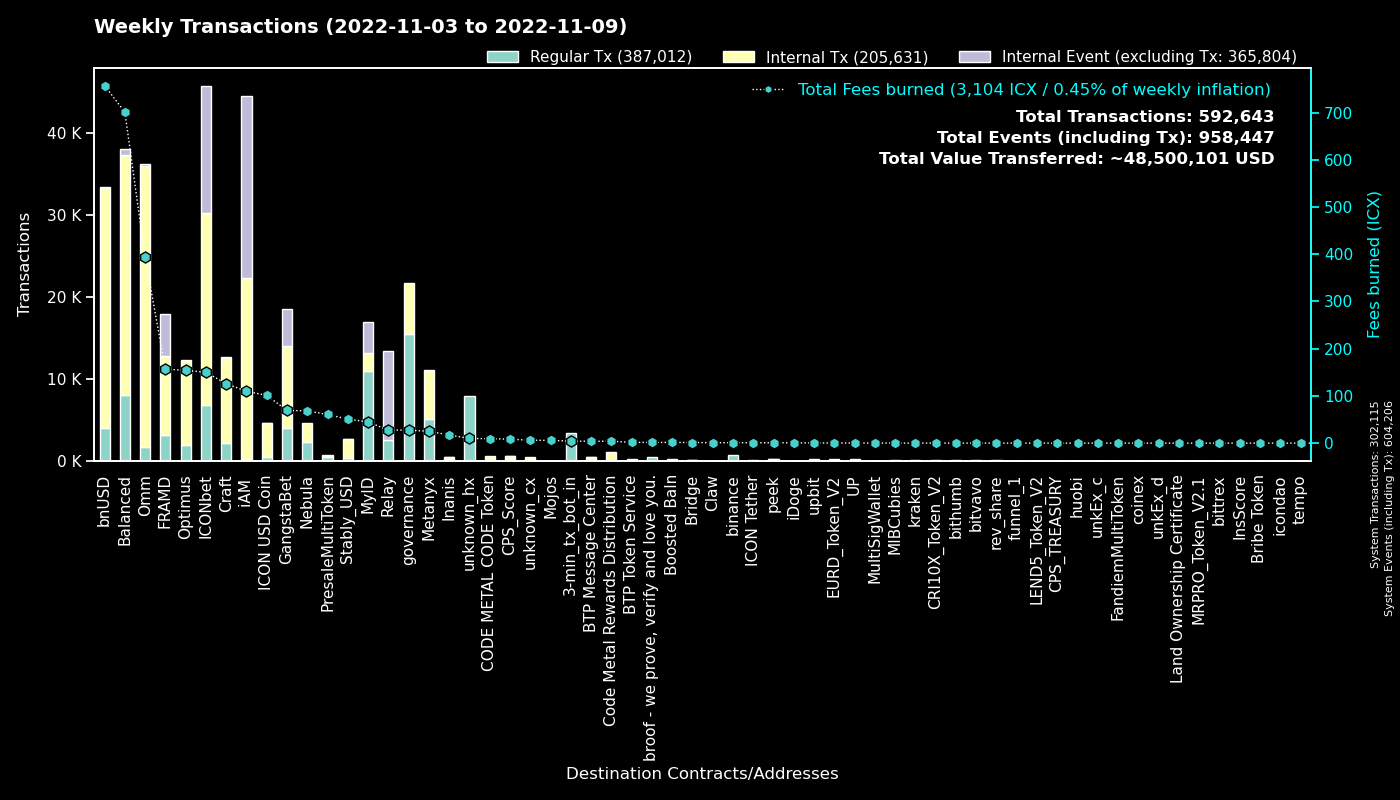 Weekly Transactions (2022-11-03 to 2022-11-09)
Regular Tx (387,012)
Internal Tx (205,631)
Internal Event (excluding Tx: 365,804)
Total Fees burned (3,104 ICX / 0.45% of weekly inflation)
Total Transactions: 592,643
Total Events (including Tx): 958,447
Total Value Transferred: ~48,500,101 USD
Transactions
40 K
30 K
20 K
10 K
0 K
700
600
500
400
300
200
100
0
Fees burned (ICX)
System Transactions: 302,115
System Events (including Tx): 604,206
bnUSD
Balanced
Omm
FRAMD
Optimus
ICONbet
Craft
iAM
ICON USD Coin
GangstaBet
Nebula
PresaleMultiToken
Stably_USD
MyID
Relay
governance
Metanyx
Inanis
unknown_hx
CODE METAL CODE Token
CPS_Score
unknown_cx
Mojos
3-min_tx_bot_in
BTP Message Center
Code Metal Rewards Distribution
BTP Token Service
broof - we prove, verify and love you.
Boosted Baln
Bridge
Claw
binance
ICON Tether
peek
iDoge
upbit
EURD_Token_V2
UP
MultiSigWallet
MIBCubes
kraken
CRI10X_Token_V2
bithumb
bitvavo
rev_share
funnel_1
LEND5_Token_V2
CPS_TREASURY
huobi
unkEx_c
FandiemMultiToken
coinex
unkEx_d
Land Ownership Certificate
MRPRO_Token_V2.1
bittrex
InsScore
Bribe Token
icondao
tempo
Destination Contracts/Addresses